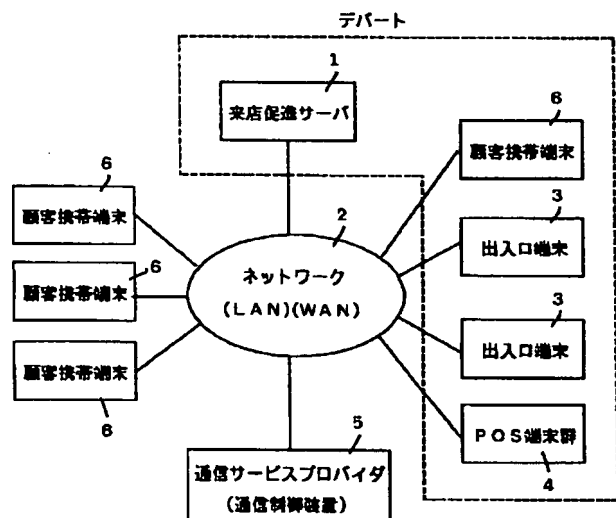 デパート
1
来店促進サーバ
6
顧客携帯端末
6
顧客携帯端末
3
出入口端末
2
6
顧客携帯端末
ネットワーク
(LAN)(WAN)
3
出入口端末
顧客携帯端末
6
POS端末群
4
5
通信サービスプロバイダ
(通信制御装置)